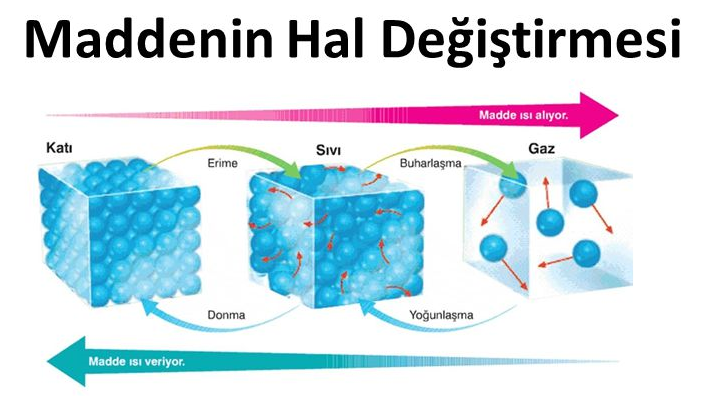 Maddenin Hal Değiştirmesi
Madde ısı alıyor.
Katı
Sıvı
Gaz
Erime
Buharlaşma
Donma
Yoğunlaşma
Madde ısı veriyor.